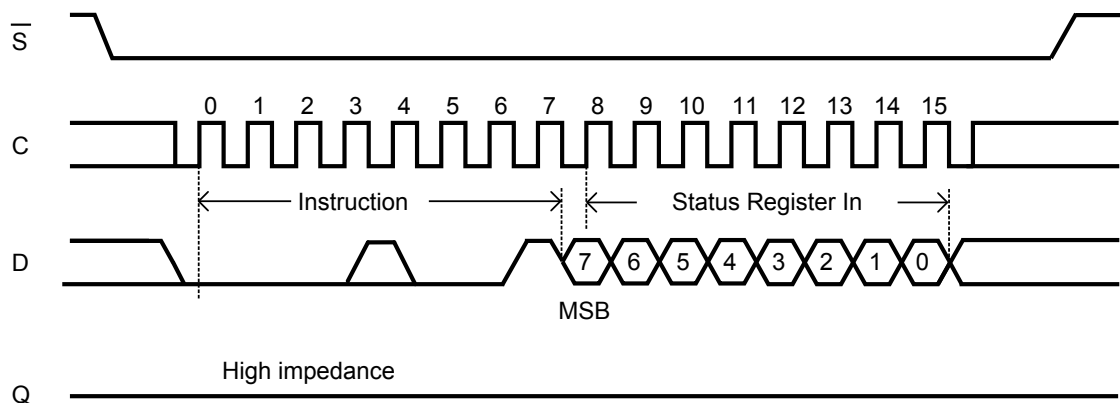 S
0 1 2 3 4 5 6 7 8 9 10 11 12 13 14 15
C
Instruction Status Register In
D
7 6 5 4 3 2 1 0
MSB
High impedance
Q